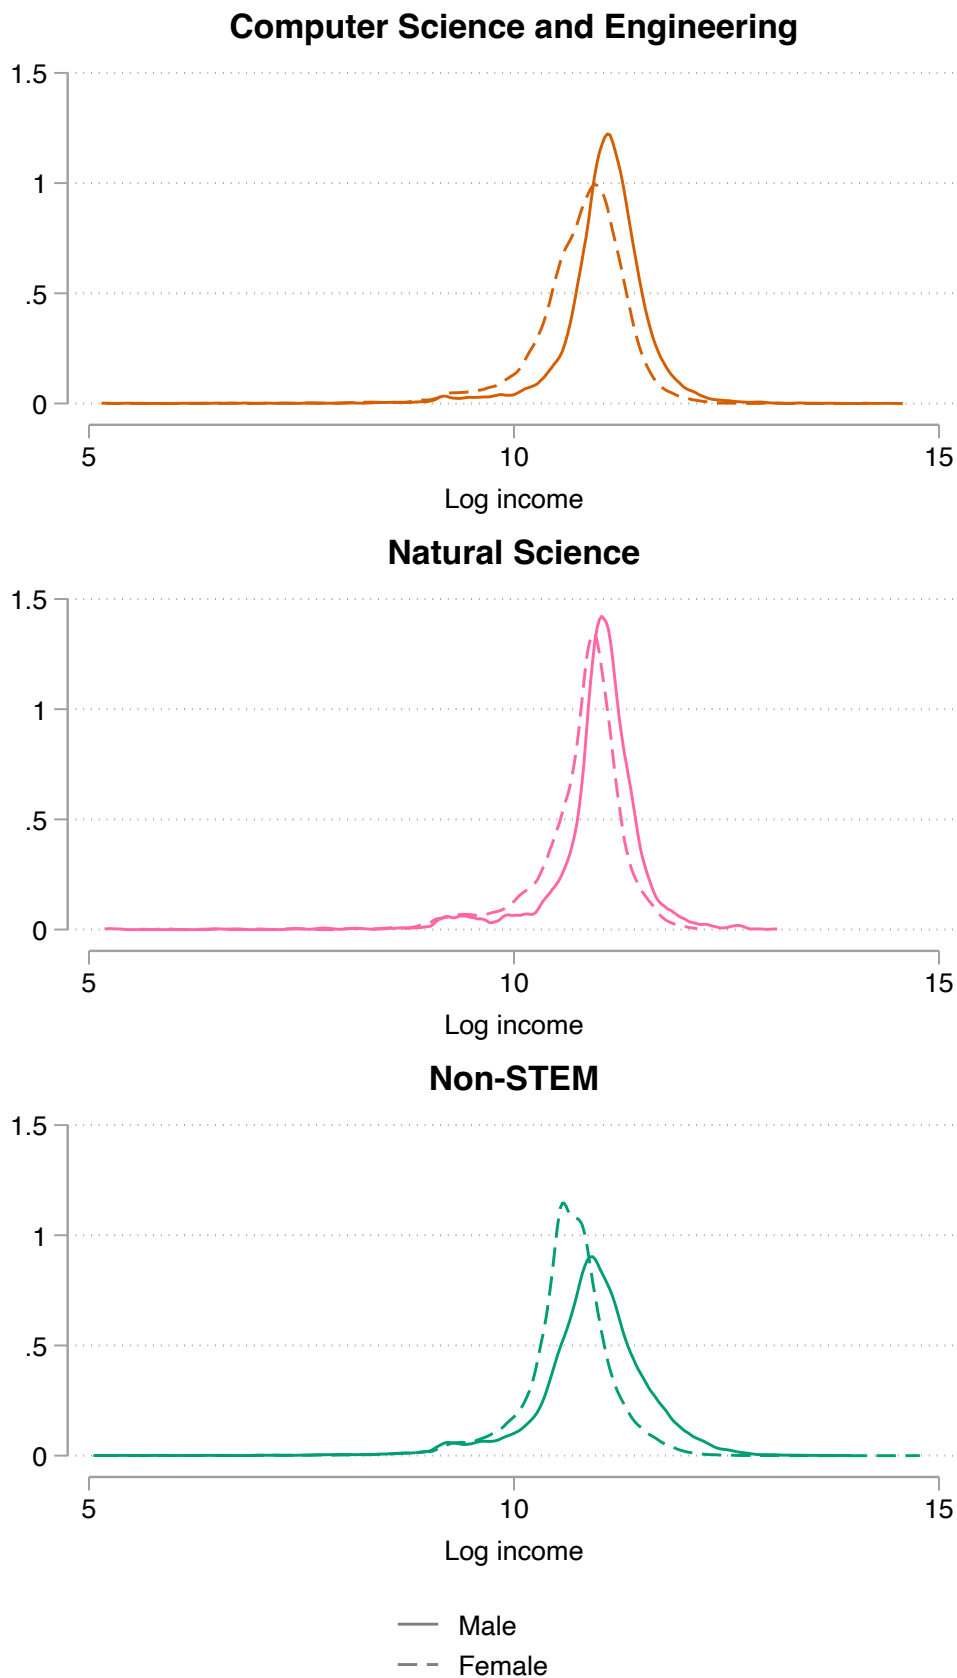 Computer Science and Engineering
1.5
1
.5
0
5 10 15
Log income
Natural Science
1.5
1
.5
0
5 10 15
Log income
Non-STEM
1.5
1
.5
0
5 10 15
Log income
Male
Female